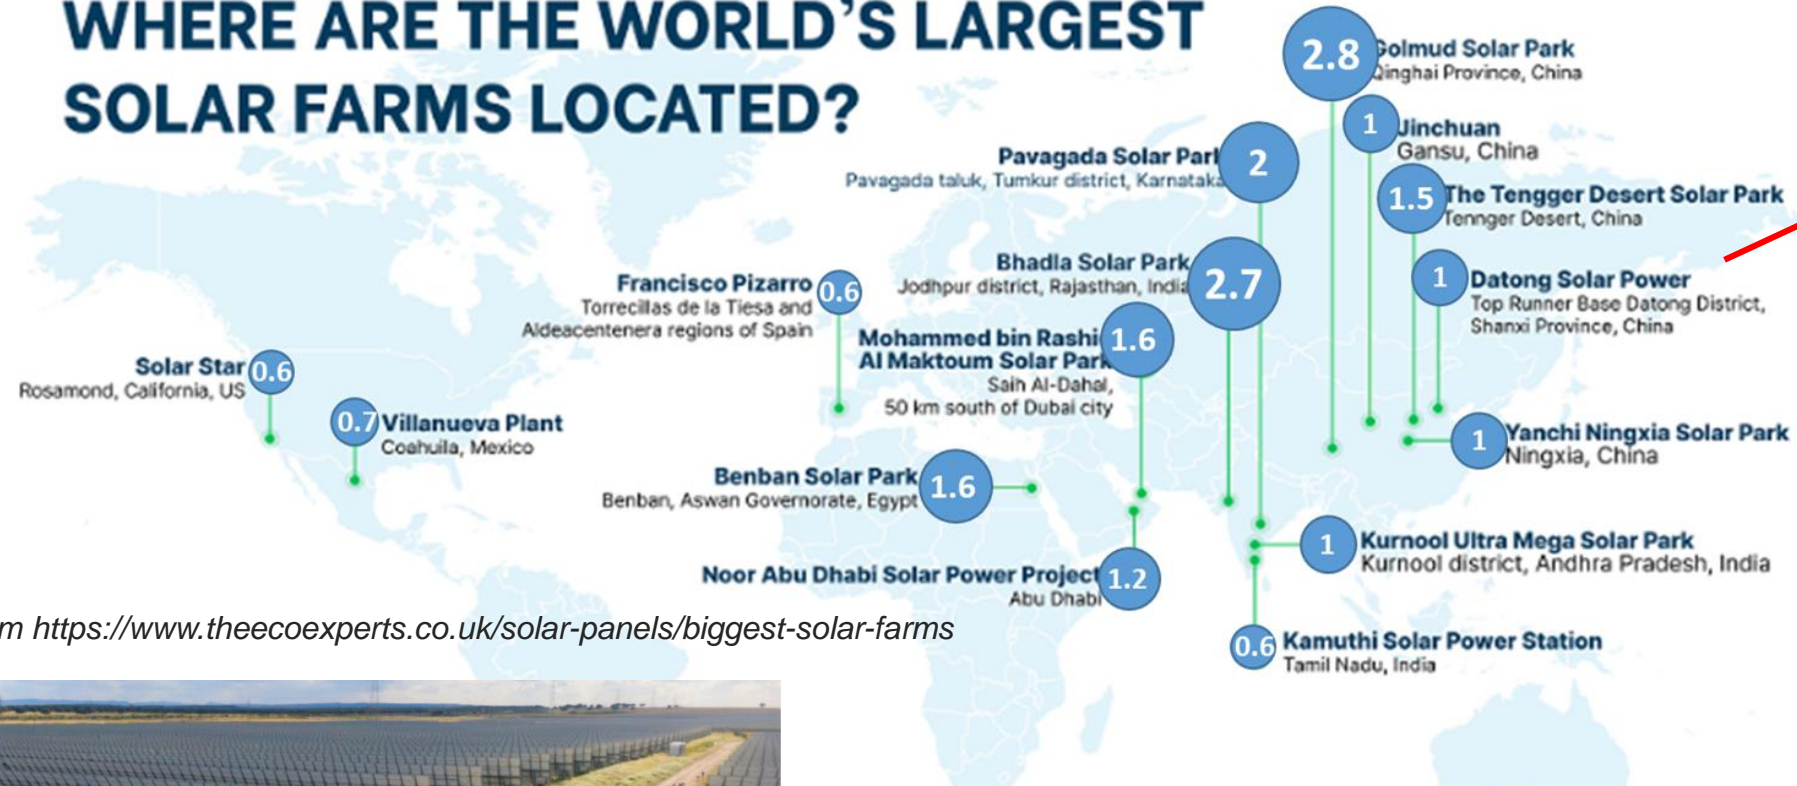 WHERE ARE THE WORLD'S LARGEST
SOLAR FARMS LOCATED?
2.8
Golmud Solar Park
Qinghai Province, China
1
Jinchuan
Gansu, China
Pavagada Solar Park
Pavagada taluk, Tumkur district, Karnataka
2
1.5
The Tengger Desert Solar Park
Tennger Desert, China
Bhadla Solar Park
Jodhpur district, Rajasthan, India
2.7
1
Datong Solar Power
Top Runner Base Datong District,
Shanxi Province, China
Francisco Pizarro
Torrecillas de la Tiesa and
Aldeacentenera regions of Spain
0.6
Mohammed bin Rashi
Al Maktoum Solar Park
Saih Al-Dahal,
50 km south of Dubai city
1.6
Solar Star
Rosamond, California, US
0.6
0.7
Villanueva Plant
Coahuila, Mexico
1
Yanchi Ningxia Solar Park
Ningxia, China
Benban Solar Park
Benban, Aswan Governorate, Egypt
1.6
1
Kurnool Ultra Mega Solar Park
Kurnool district, Andhra Pradesh, India
Noor Abu Dhabi Solar Power Project
Abu Dhabi
1.2
m https://www.theecoexperts.co.uk/solar-panels/biggest-solar-farms
0.6
Kamuthi Solar Power Station
Tamil Nadu, India